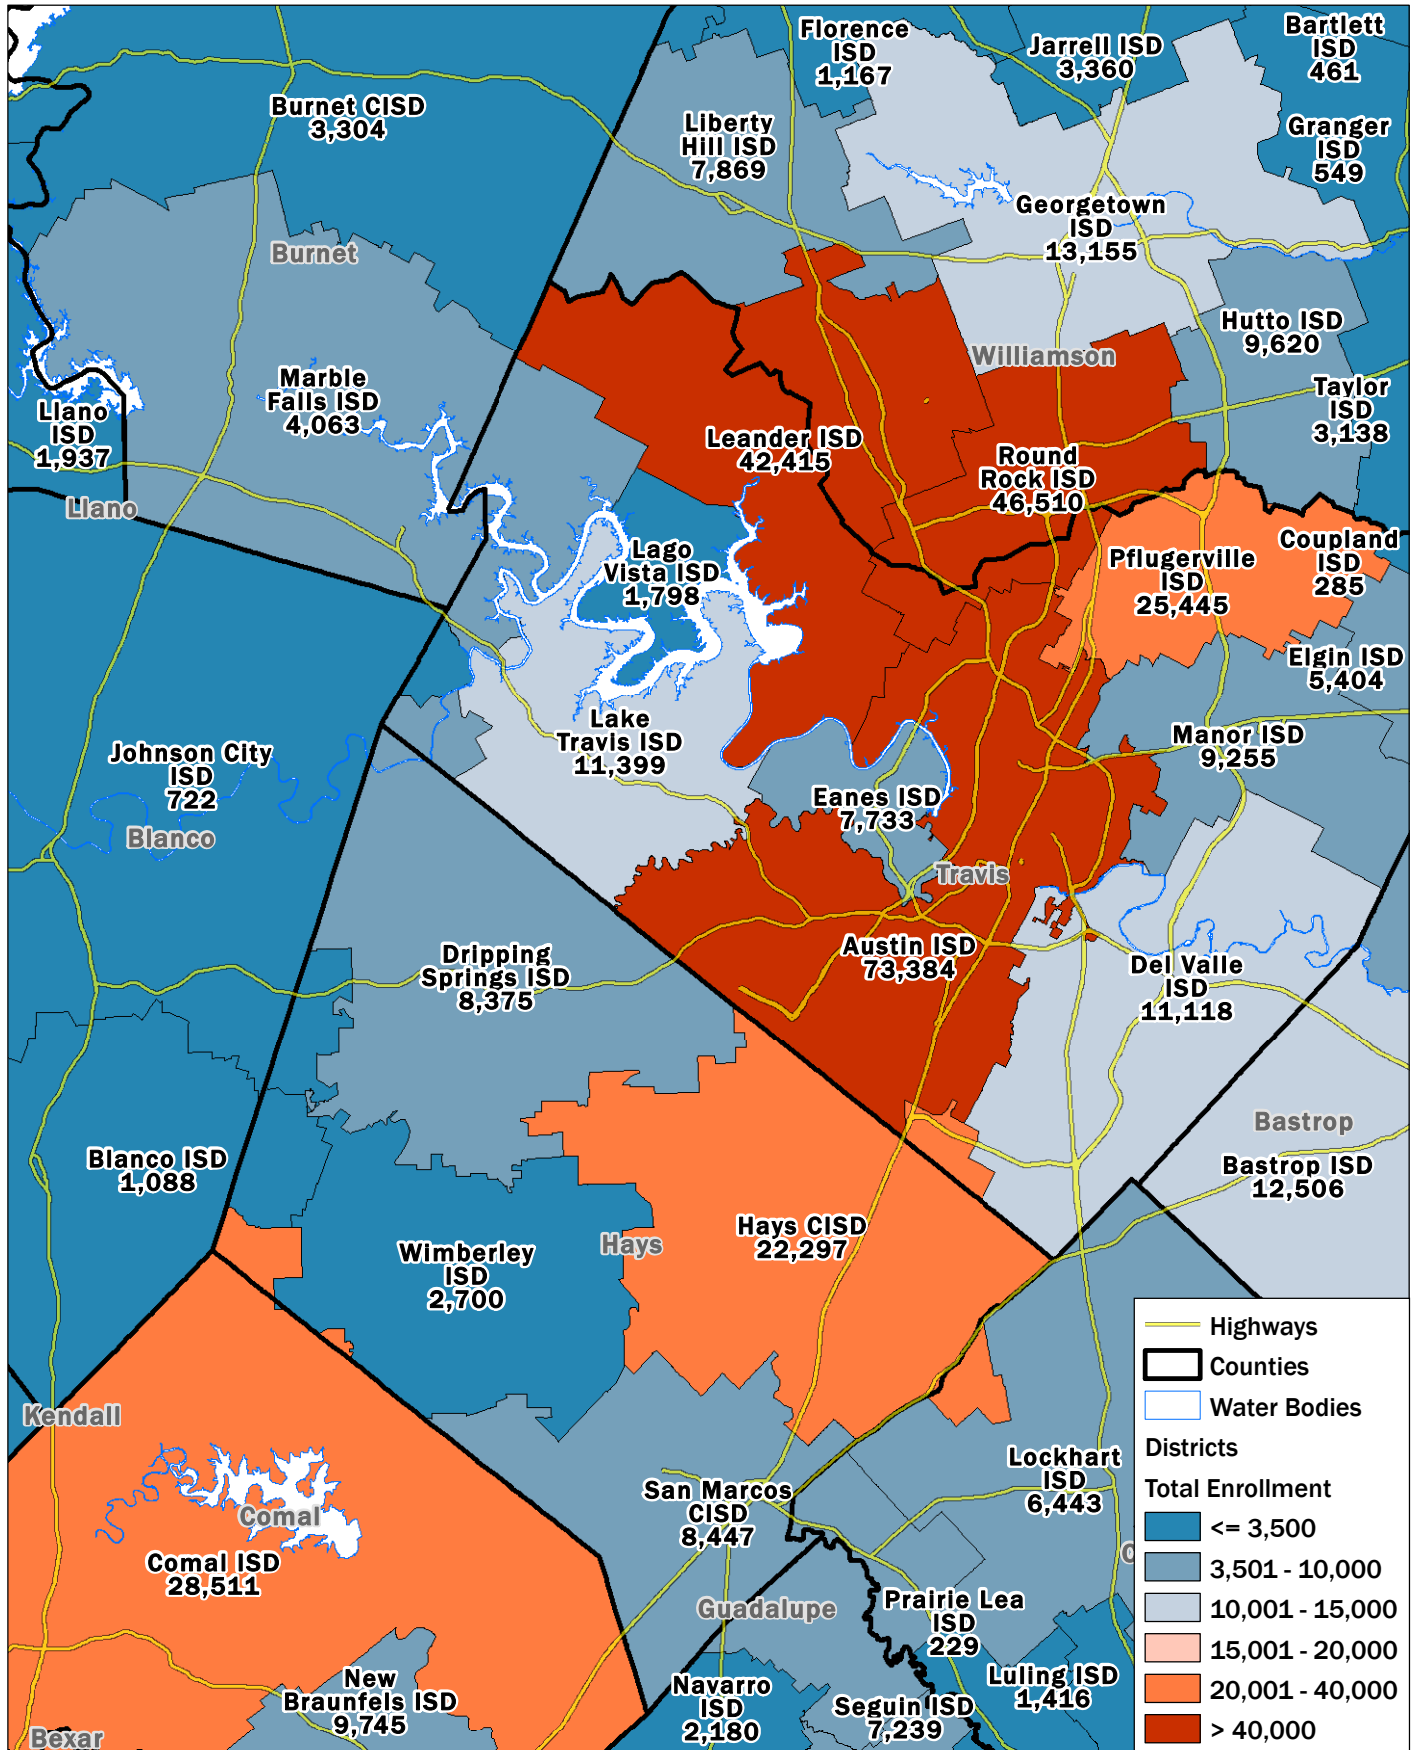 Florence
ISD
1,167
Jarrell ISD
3,360
Bartlett
ISD
461
Burnet CISD
3,304
Liberty
Hill ISD
7,869
Granger
ISD
549
Georgetown
ISD
13,155
Burnet
Hutto ISD
9,620
Williamson
Marble
Falls ISD
4,063
Taylor
ISD
3,138
Llano
ISD
1,937
Leander ISD
42,415
Round
Rock ISD
46,510
Llano
Lago
Vista ISD
1,798
Pflugerville
ISD
25,445
Coupland
ISD
285
Elgin ISD
5,404
Lake
Travis ISD
11,399
Manor ISD
9,255
Johnson City
ISD
722
Blanco
Eanes ISD
7,733
Travis
Dripping
Springs ISD
8,375
Austin ISD
73,384
Del Valle
ISD
11,118
Bastrop
Blanco ISD
1,088
Bastrop ISD
12,506
Wimberley
ISD
2,700
Hays
Hays CISD
22,297
Kendall
Comal
Comal ISD
28,511
San Marcos
CISD
8,447
Lockhart
ISD
6,443
Guadalupe
Prairie Lea
ISD
229
New
Braunfels ISD
9,745
Navarro
ISD
2,180
Seguin ISD
7,239
Luling ISD
1,416
Bexar
Highways
Counties
Water Bodies
Districts
Total Enrollment
<= 3,500
3,501 - 10,000
10,001 - 15,000
15,001 - 20,000
20,001 - 40,000
> 40,000